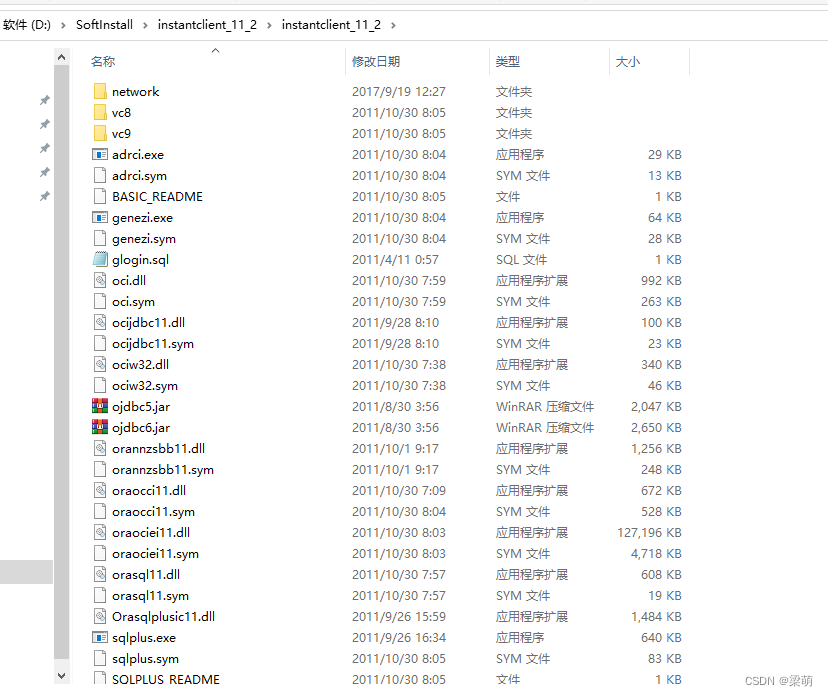 软件 (D:) > SoftInstall > instantclient_11_2 > instantclient_11_2 >
名称 修改日期 类型 大小
network 2017/9/19 12:27 文件夹
vc8 2011/10/30 8:05 文件夹
vc9 2011/10/30 8:05 文件夹
adrci.exe 2011/10/30 8:04 应用程序 29 KB
adrci.sym 2011/10/30 8:04 SYM 文件 13 KB
BASIC_README 2011/10/30 8:05 文件 1 KB
genezi.exe 2011/10/30 8:04 应用程序 64 KB
genezi.sym 2011/10/30 8:04 SYM 文件 28 KB
glogin.sql 2011/4/11 0:57 SQL 文件 1 KB
oci.dll 2011/10/30 7:59 应用程序扩展 992 KB
oci.sym 2011/10/30 7:59 SYM 文件 263 KB
ocijdbc11.dll 2011/9/28 8:10 应用程序扩展 100 KB
ocijdbc11.sym 2011/9/28 8:10 SYM 文件 23 KB
ociw32.dll 2011/10/30 7:38 应用程序扩展 340 KB
ociw32.sym 2011/10/30 7:38 SYM 文件 46 KB
ojdbc5.jar 2011/8/30 3:56 WinRAR 压缩文件 2,047 KB
ojdbc6.jar 2011/8/30 3:56 WinRAR 压缩文件 2,650 KB
orannzsbb11.dll 2011/10/1 9:17 应用程序扩展 1,256 KB
orannzsbb11.sym 2011/10/1 9:17 SYM 文件 248 KB
oraocci11.dll 2011/10/30 7:09 应用程序扩展 672 KB
oraocci11.sym 2011/10/30 8:04 SYM 文件 528 KB
oraociei11.dll 2011/10/30 8:03 应用程序扩展 127,196 KB
oraociei11.sym 2011/10/30 8:03 SYM 文件 4,718 KB
orasql11.dll 2011/10/30 7:57 应用程序扩展 608 KB
orasql11.sym 2011/10/30 7:57 SYM 文件 19 KB
Orasqlplusic11.dll 2011/9/26 15:59 应用程序扩展 1,484 KB
sqlplus.exe 2011/9/26 16:34 应用程序 640 KB
sqlplus.sym 2011/10/30 8:05 SYM 文件 83 KB
SQLPLUS_README 2011/10/30 8:05 文件 1 KB
CSDN @梁萌